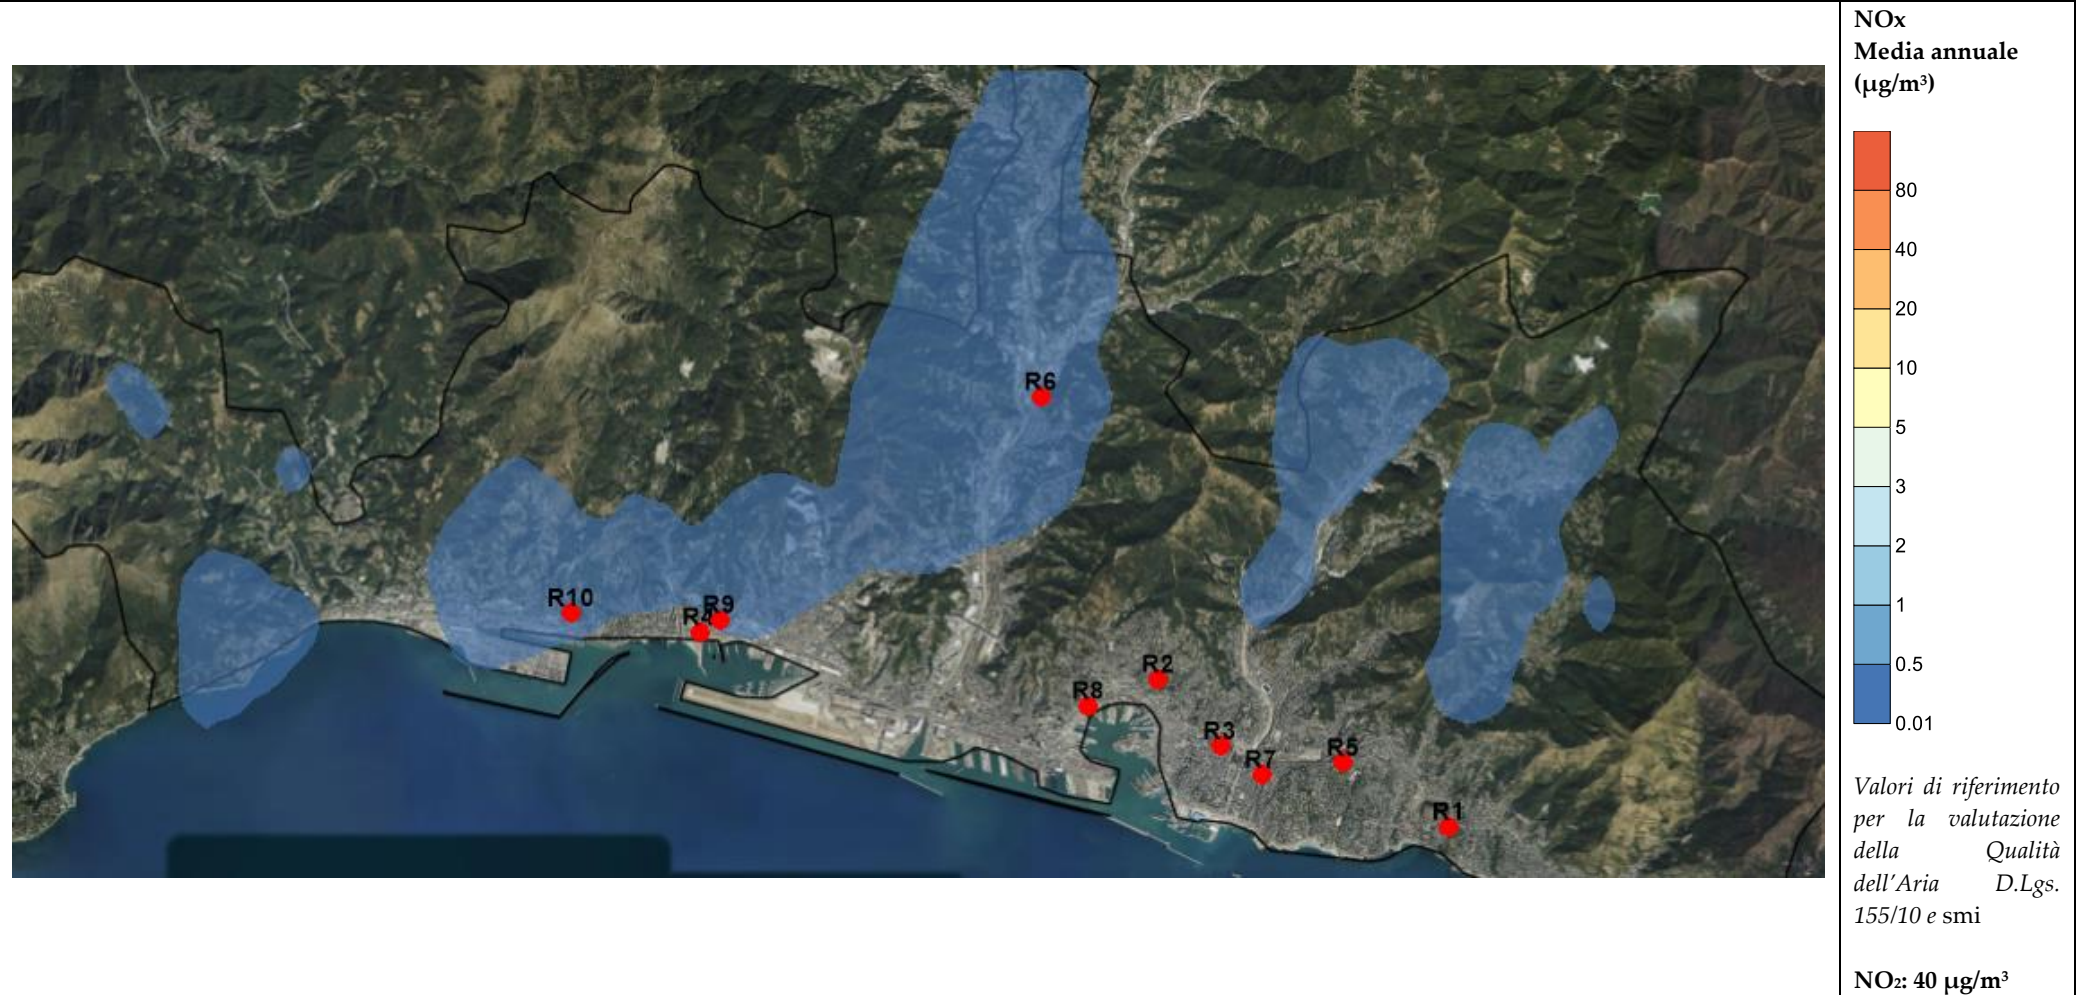 NOx
Media annuale
(µg/m³)
80
40
20
10
5
3
2
1
0.5
0.01
R6
R10
R9
R4
R2
R8
R3
R7
R5
R1
Valori di riferimento
per la valutazione
della Qualità
dell'Aria D.Lgs.
155/10 e smi
NO₂: 40 µg/m³